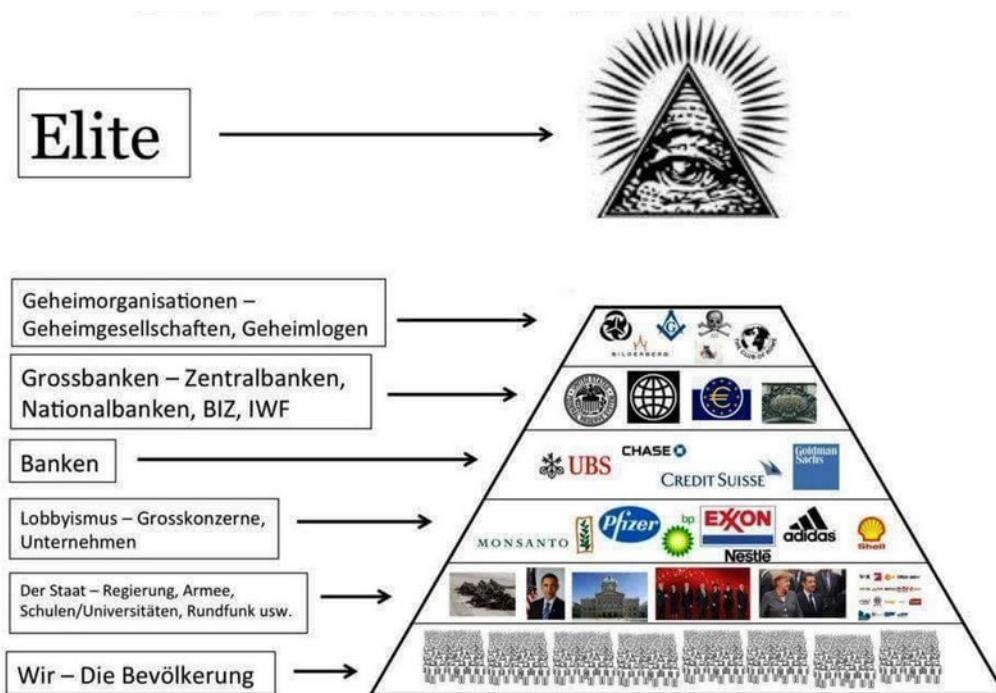 Elite
Geheimorganisationen –
Geheimgesellschaften, Geheimlogen
G
BILDERBERG
THE CLUB OF ROME
Grossbanken – Zentralbanken,
Nationalbanken, BIZ, IWF
€
Banken
UBS
CHASE
CREDIT SUISSE
Goldman
Sachs
Lobbyismus – Grosskonzerne,
Unternehmen
MONSANTO
Pfizer
bp
EXXON
Nestlé
adidas
Shell
Der Staat – Regierung, Armee,
Schulen/Universitäten, Rundfunk usw.
Wir – Die Bevölkerung